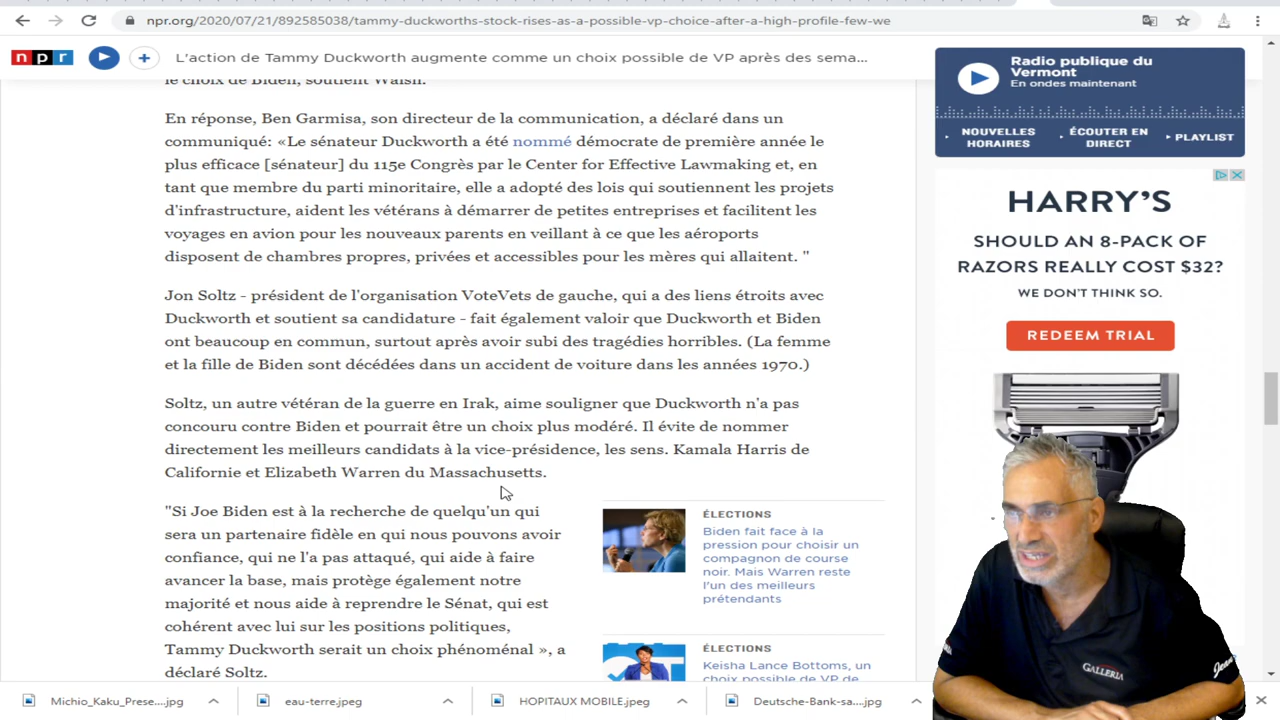 npr.org/2020/07/21/892585038/tammy-duckworths-stock-rises-as-a-possible-vp-choice-after-a-high-profile-few-we
npr
L'action de Tammy Duckworth augmente comme un choix possible de VP après des sema...
le choix de Biden, soutient Walsh.
En réponse, Ben Garmisa, son directeur de la communication, a déclaré dans un
communiqué: «Le sénateur Duckworth a été nommé démocrate de première année le
plus efficace [sénateur] du 115e Congrès par le Center for Effective Lawmaking et, en
tant que membre du parti minoritaire, elle a adopté des lois qui soutiennent les projets
d'infrastructure, aident les vétérans à démarrer de petites entreprises et facilitent les
voyages en avion pour les nouveaux parents en veillant à ce que les aéroports
disposent de chambres propres, privées et accessibles pour les mères qui allaitent. "
Jon Soltz - président de l'organisation VoteVets de gauche, qui a des liens étroits avec
Duckworth et soutient sa candidature - fait également valoir que Duckworth et Biden
ont beaucoup en commun, surtout après avoir subi des tragédies horribles. (La femme
et la fille de Biden sont décédées dans un accident de voiture dans les années 1970.)
Soltz, un autre vétéran de la guerre en Irak, aime souligner que Duckworth n'a pas
concouru contre Biden et pourrait être un choix plus modéré. Il évite de nommer
directement les meilleurs candidats à la vice-présidence, les sens. Kamala Harris de
Californie et Elizabeth Warren du Massachusetts.
"Si Joe Biden est à la recherche de quelqu'un qui
sera un partenaire fidèle en qui nous pouvons avoir
confiance, qui ne l'a pas attaqué, qui aide à faire
avancer la base, mais protège également notre
majorité et nous aide à reprendre le Sénat, qui est
cohérent avec lui sur les positions politiques,
Tammy Duckworth serait un choix phénoménal », a
déclaré Soltz.
ÉLECTIONS
Biden fait face à la
pression pour choisir un
compagnon de course
noir. Mais Warren reste
l'un des meilleurs
prétendants
ÉLECTIONS
Keisha Lance Bottoms, un
choix possible de VP de
Radio publique du
Vermont
En ondes maintenant
NOUVELLES
HORAIRES
ÉCOUTER EN
DIRECT
PLAYLIST
HARRY'S
SHOULD AN 8-PACK OF
RAZORS REALLY COST $32?
WE DON'T THINK SO.
REDEEM TRIAL
GALLERIA
Jean
Michio_Kaku_Prese....jpg
eau-terre.jpeg
HOPITAUX MOBILE.jpeg
Deutsche-Bank-sa....jpg